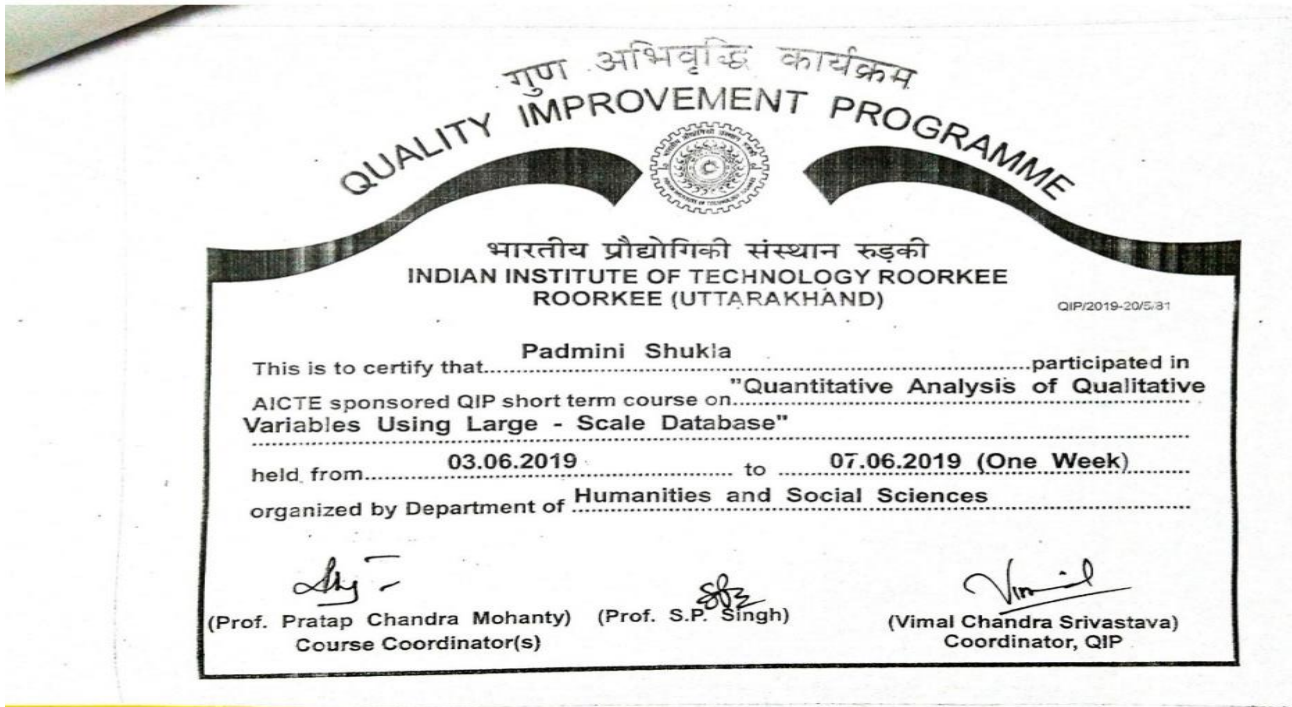 गुण अभिवृद्धि कार्यक्रम
QUALITY IMPROVEMENT PROGRAMME
भारतीय प्रौद्योगिकी संस्थान रुड़की
INDIAN INSTITUTE OF TECHNOLOGY ROORKEE
ROORKEE (UTTARAKHAND)
QIP/2019-20/5/81
This is to certify that Padmini Shukla participated in
AICTE sponsored QIP short term course on "Quantitative Analysis of Qualitative
Variables Using Large - Scale Database"
held from 03.06.2019 to 07.06.2019 (One Week)
organized by Department of Humanities and Social Sciences
(Prof. Pratap Chandra Mohanty) (Prof. S.P. Singh) (Vimal Chandra Srivastava)
Course Coordinator(s) Coordinator, QIP